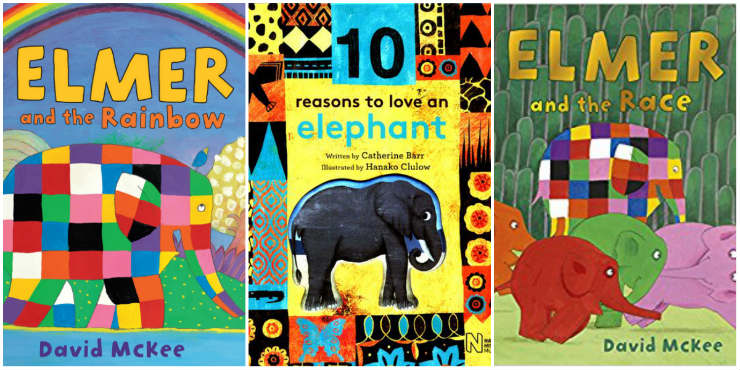 ELMER
and the Rainbow
David McKee
10
reasons to love an
elephant
Written by Catherine Barr
Illustrated by Hanako Clulow
N
ELMER
and the Race
David McKee